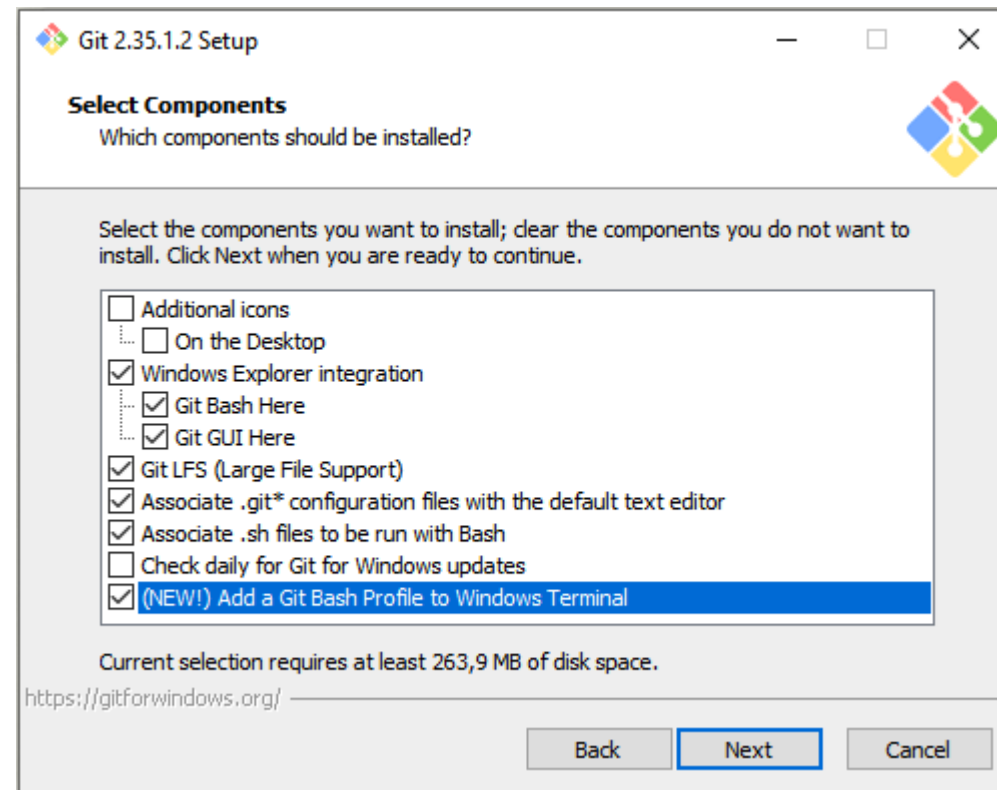 Git 2.35.1.2 Setup
Select Components
Which components should be installed?
Select the components you want to install; clear the components you do not want to
install. Click Next when you are ready to continue.
Additional icons
On the Desktop
Windows Explorer integration
Git Bash Here
Git GUI Here
Git LFS (Large File Support)
Associate .git* configuration files with the default text editor
Associate .sh files to be run with Bash
Check daily for Git for Windows updates
(NEW!) Add a Git Bash Profile to Windows Terminal
Current selection requires at least 263,9 MB of disk space.
https://gitforwindows.org/
Back Next Cancel